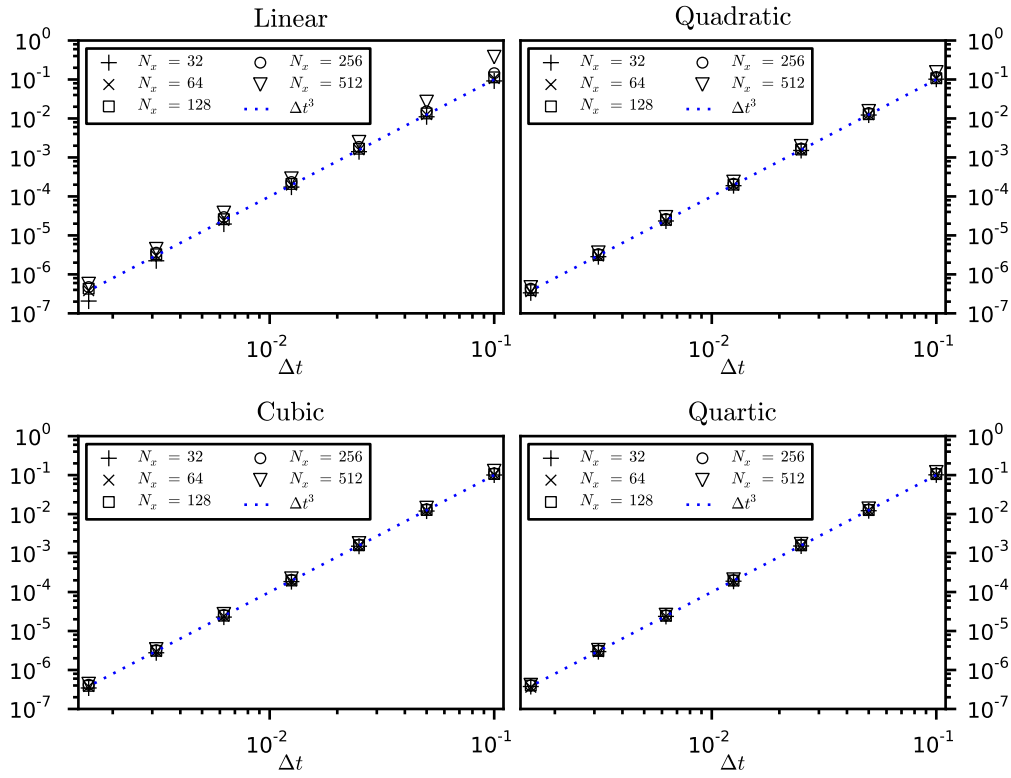 Linear
10^0
10^-1
10^-2
10^-3
10^-4
10^-5
10^-6
10^-7
N_x = 32
N_x = 64
N_x = 128
N_x = 256
N_x = 512
Δt^3
10^-2
10^-1
Δt
Quadratic
N_x = 32
N_x = 64
N_x = 128
N_x = 256
N_x = 512
Δt^3
10^0
10^-1
10^-2
10^-3
10^-4
10^-5
10^-6
10^-7
10^-2
10^-1
Δt
Cubic
10^0
10^-1
10^-2
10^-3
10^-4
10^-5
10^-6
10^-7
N_x = 32
N_x = 64
N_x = 128
N_x = 256
N_x = 512
Δt^3
10^-2
10^-1
Δt
Quartic
N_x = 32
N_x = 64
N_x = 128
N_x = 256
N_x = 512
Δt^3
10^0
10^-1
10^-2
10^-3
10^-4
10^-5
10^-6
10^-7
10^-2
10^-1
Δt